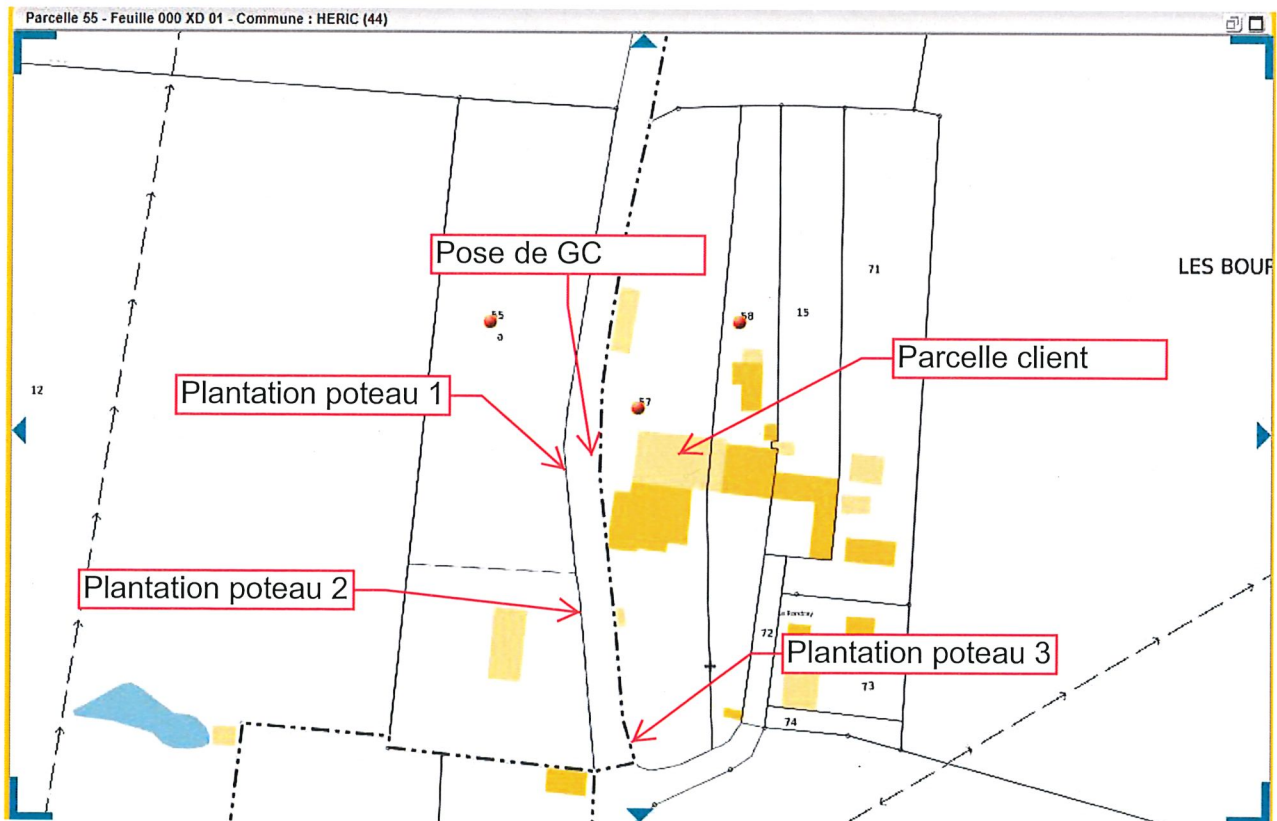 Parcelle 55 - Feuille 000 XD 01 - Commune : HERIC (44)
Pose de GC
71
LES BOUR
55
58
15
a
Parcelle client
12
Plantation poteau 1
57
Plantation poteau 2
72
Plantation poteau 3
73
74